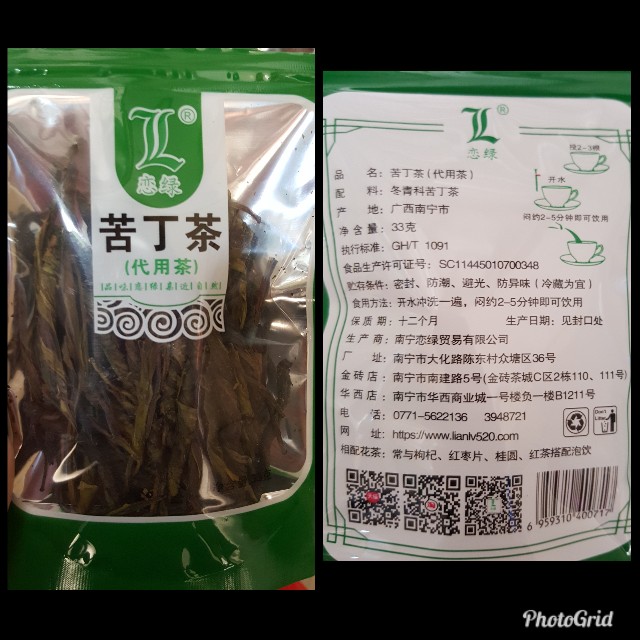 L®
恋绿
苦丁茶
(代用茶)
L®
恋绿
投2~3根
开水
闷约2~5分钟即可饮用
品 名：苦丁茶(代用茶)
配 料：冬青科苦丁茶
产 地：广西南宁市
净含量：33克
执行标准：GH/T 1091
食品生产许可证号：SC11445010700348
贮存条件：密封、防潮、避光、防异味（冷藏为宜）
食用方法：开水冲洗一遍，闷约2~5分钟即可饮用
保质期：十二个月 生产日期：见封口处
生产商：南宁恋绿贸易有限公司
厂 址：南宁市大化路陈东村众塘区36号
金砖店：南宁市南建路5号(金砖茶城C区2栋110、111号)
华西店：南宁市华西商业城一号楼负一楼B1211号
电 话：0771-5622136 3948721
网 址：https://www.lianlv520.com
相配花茶：常与枸杞、红枣片、桂圆、红茶搭配泡饮
6 959310 400217
PhotoGrid